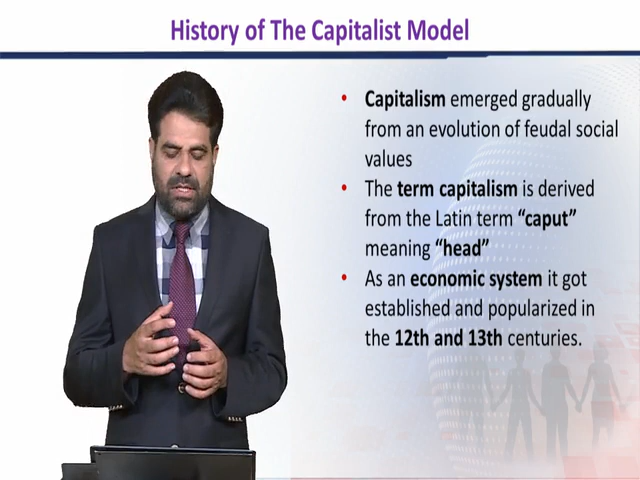 History of The Capitalist Model
• Capitalism emerged gradually
from an evolution of feudal social
values
• The term capitalism is derived
from the Latin term “caput”
meaning “head”
• As an economic system it got
established and popularized in
the 12th and 13th centuries.